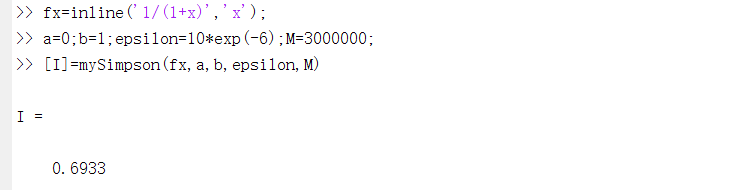 >> fx=inline('1/(1+x)','x');
>> a=0;b=1;epsilon=10*exp(-6);M=3000000;
>> [I]=mySimpson(fx,a,b,epsilon,M)
I =
0.6933